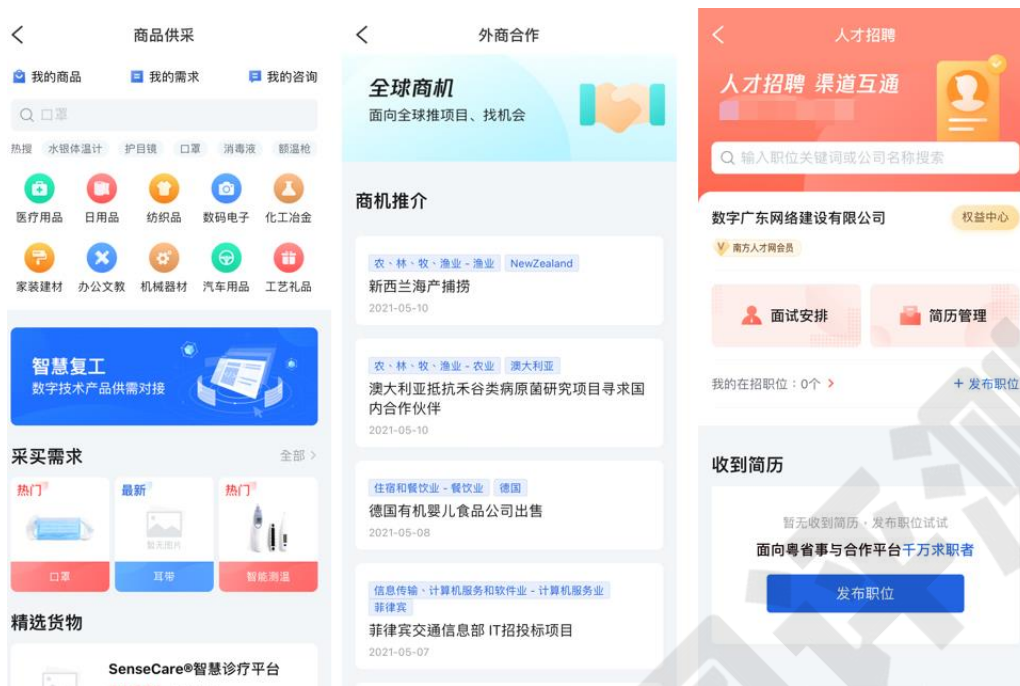 商品供采
我的商品
我的需求
我的咨询
口罩
热搜 水银体温计 护目镜 口罩 消毒液 额温枪
医疗用品 日用品 纺织品 数码电子 化工冶金
家装建材 办公文教 机械器材 汽车用品 工艺礼品
智慧复工
数字技术产品供需对接
采买需求
全部 >
热门 最新 热门
暂无图片
口罩 耳带 智能测温
精选货物
SenseCare®智慧诊疗平台
外商合作
全球商机
面向全球推项目、找机会
商机推介
农、林、牧、渔业 - 渔业 NewZealand
新西兰海产捕捞
2021-05-10
农、林、牧、渔业 - 农业 澳大利亚
澳大利亚抵抗禾谷类病原菌研究项目寻求国
内合作伙伴
2021-05-10
住宿和餐饮业 - 餐饮业 德国
德国有机婴儿食品公司出售
2021-05-08
信息传输、计算机服务和软件业 - 计算机服务业
菲律宾
菲律宾交通信息部 IT招投标项目
2021-05-07
人才招聘
人才招聘 渠道互通
输入职位关键词或公司名称搜索
数字广东网络建设有限公司
权益中心
南方人才网会员
面试安排
简历管理
我的在招职位：0个 >
+ 发布职位
收到简历
暂无收到简历，发布职位试试
面向粤省事与合作平台千万求职者
发布职位